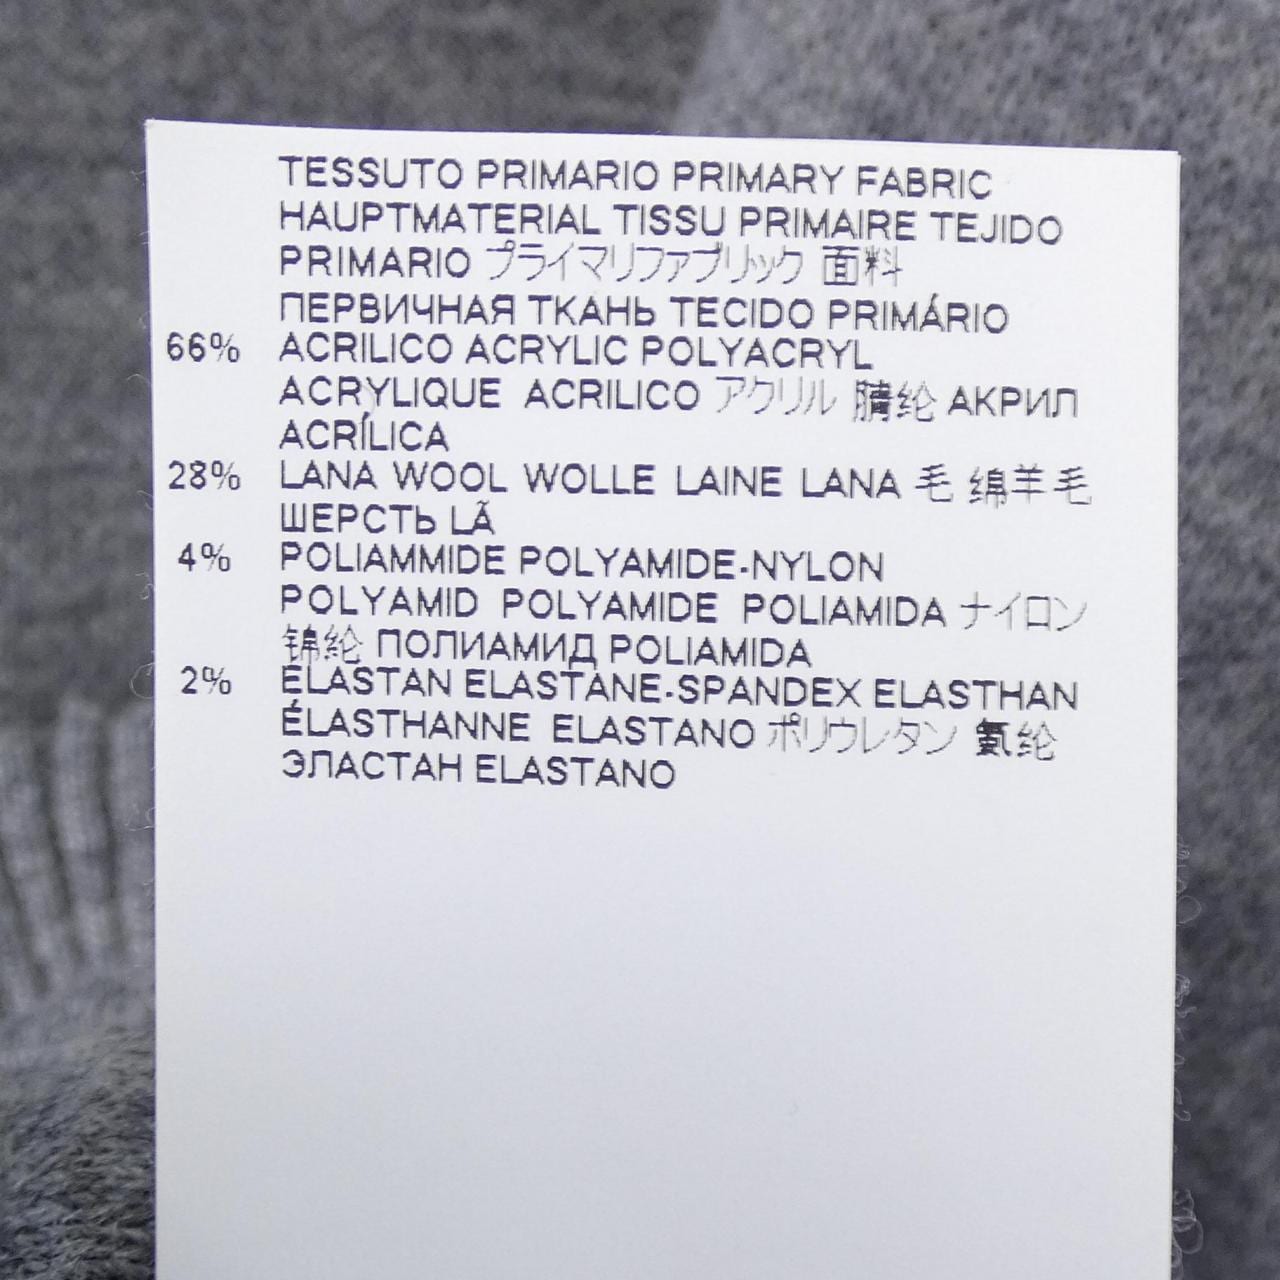 TESSUTO PRIMARIO PRIMARY FABRIC
HAUPTMATERIAL TISSU PRIMAIRE TEJIDO
PRIMARIO プライマリファブリック 面料
ПЕРВИЧНАЯ ТКАНЬ TECIDO PRIMÁRIO
66% ACRILICO ACRYLIC POLYACRYL
ACRYLIQUE ACRILICO アクリル 腈纶 АКРИЛ
ACRÍLICA
28% LANA WOOL WOLLE LAINE LANA 毛 绵羊毛
ШЕРСТЬ LÃ
4% POLIAMMIDE POLYAMIDE-NYLON
POLYAMID POLYAMIDE POLIAMIDA ナイロン
锦纶 ПОЛИАМИД POLIAMIDA
2% ELASTAN ELASTANE-SPANDEX ELASTHAN
ÉLASTHANNE ELASTANO ポリウレタン 氨纶
ЭЛАСТАН ELASTANO